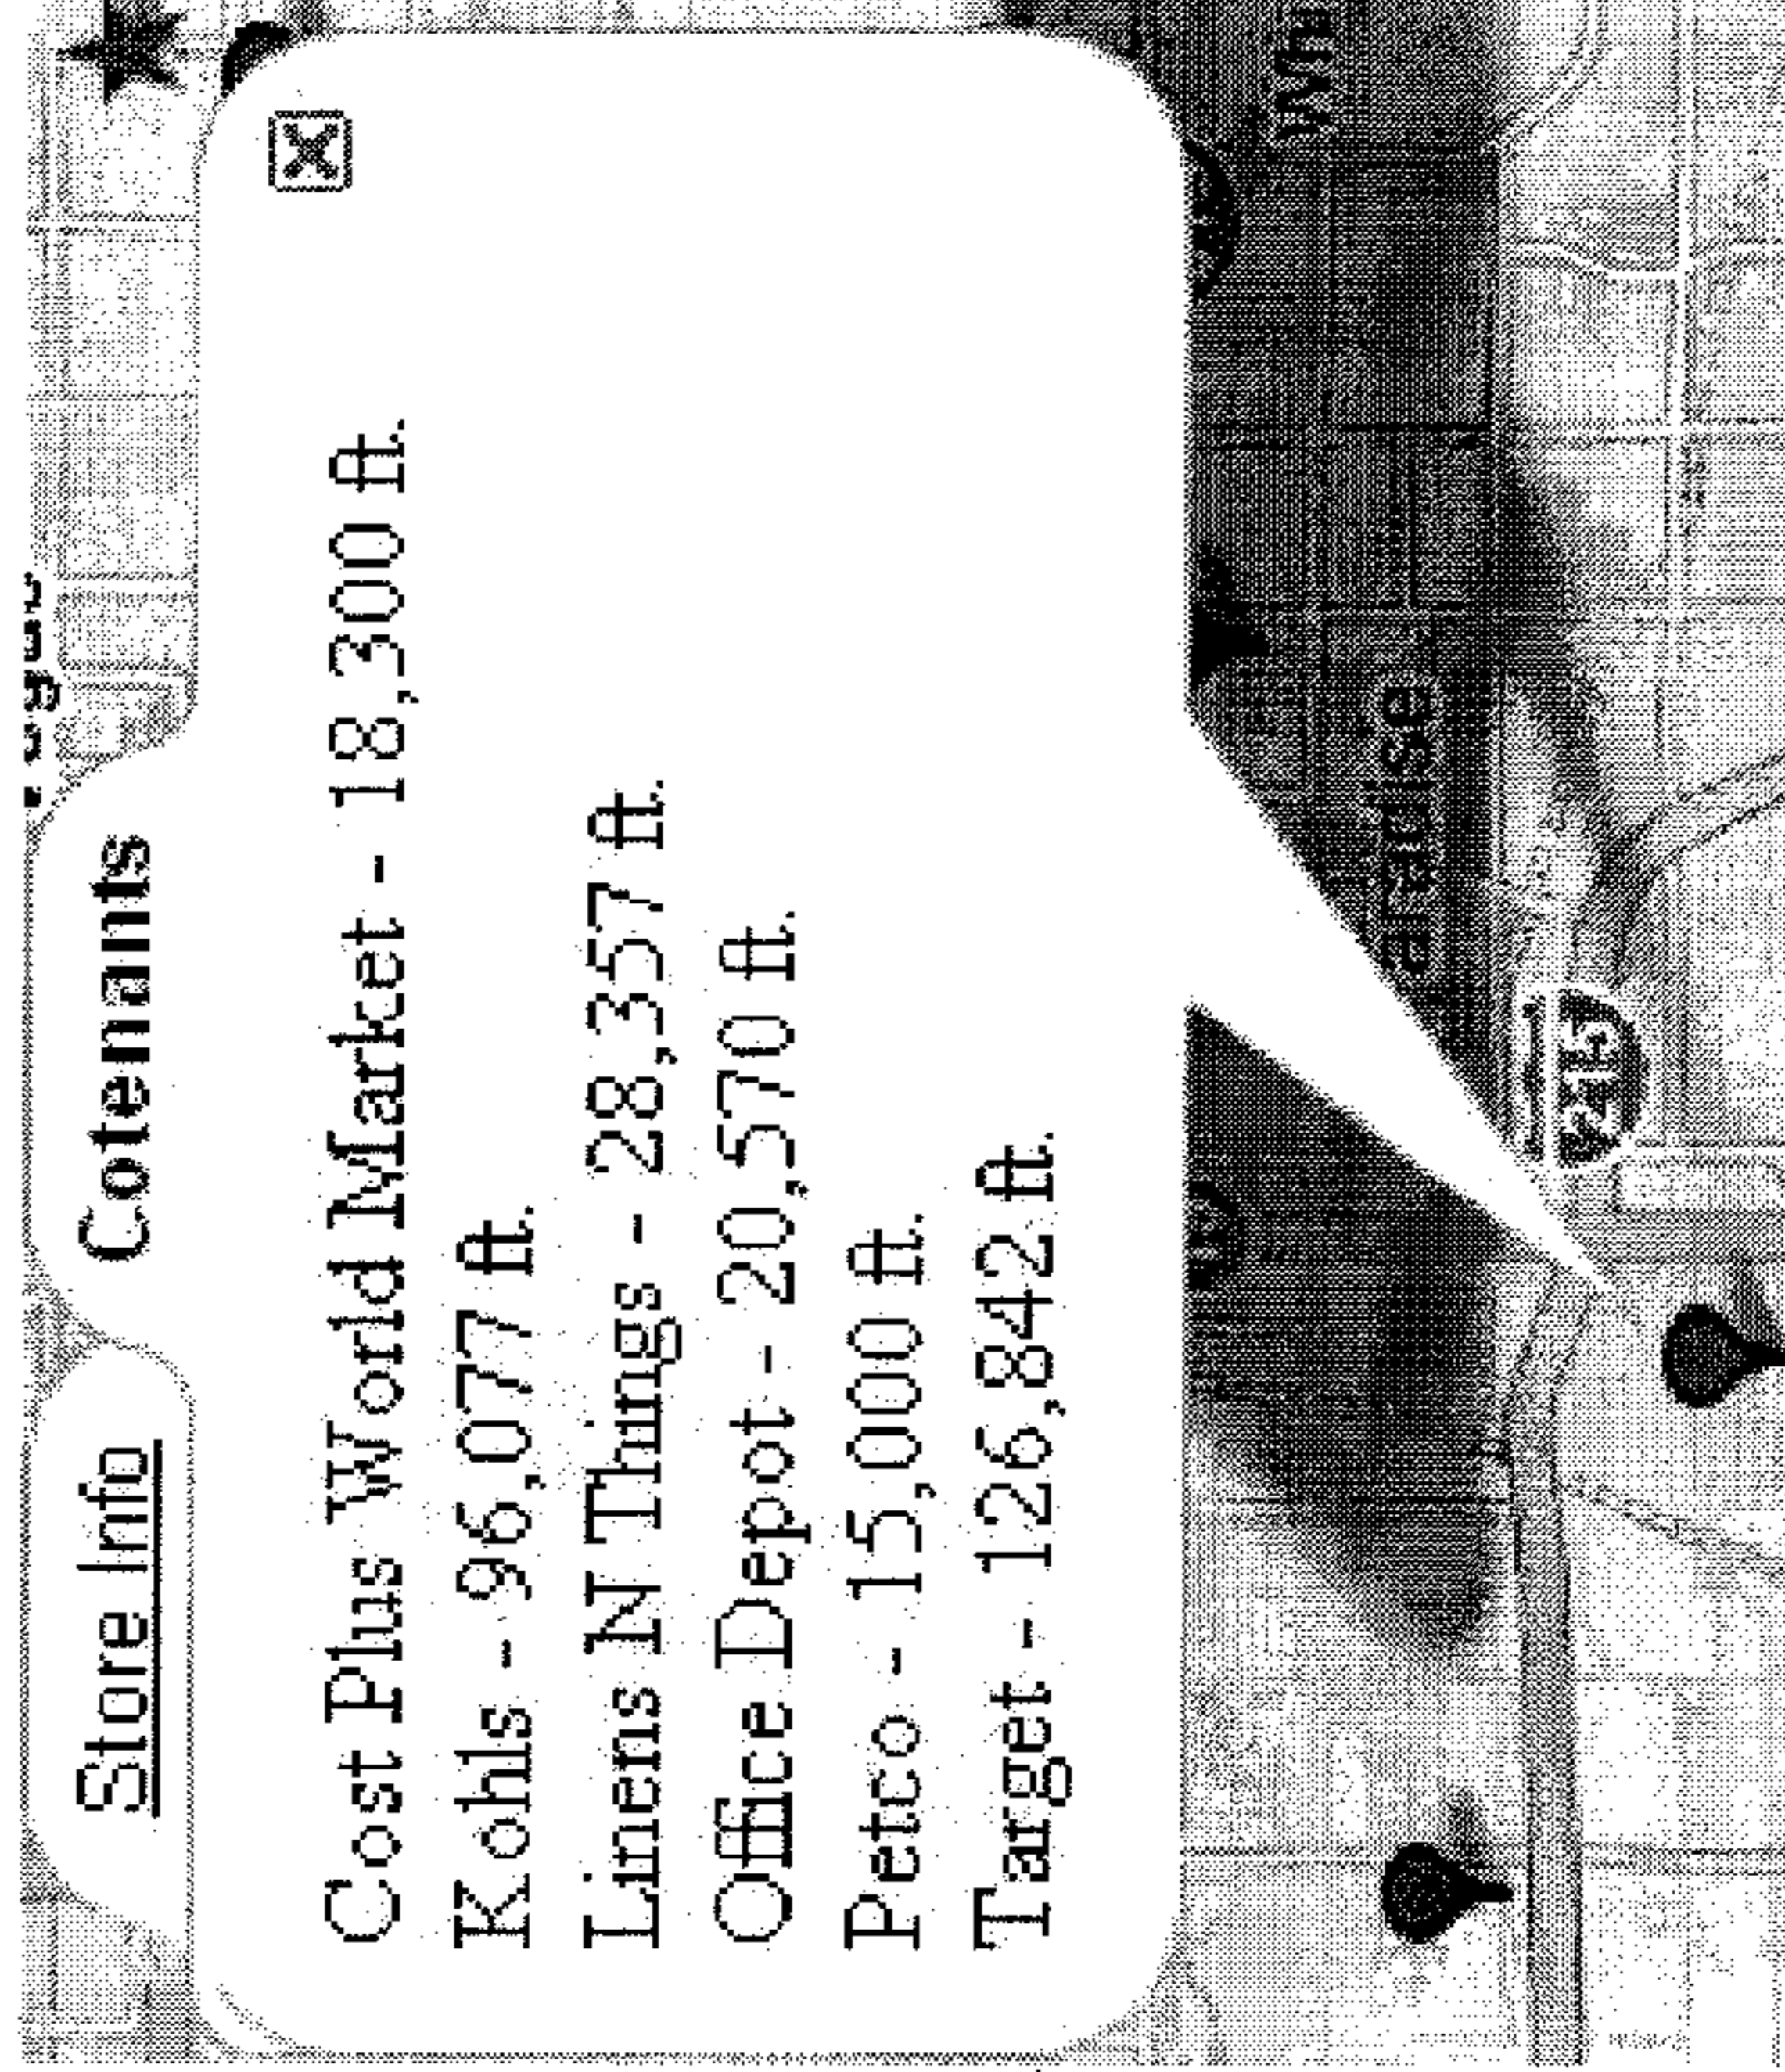 Store Info
Cotenants
Cost Plus World Market - 18,300 ft.
Kohls - 96,077 ft.
Linens N Things - 28,357 ft.
Office Depot - 20,570 ft.
Petco - 15,000 ft.
Target - 126,842 ft.